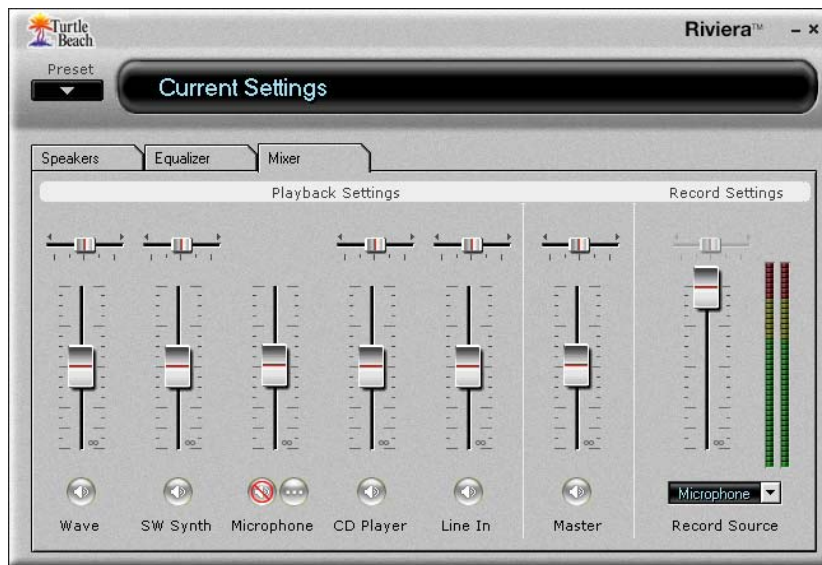 Turtle
Beach
Riviera™
Preset
Current Settings
Speakers
Equalizer
Mixer
Playback Settings
Record Settings
∞
∞
∞
∞
∞
∞
∞
Microphone
Wave
SW Synth
Microphone
CD Player
Line In
Master
Record Source